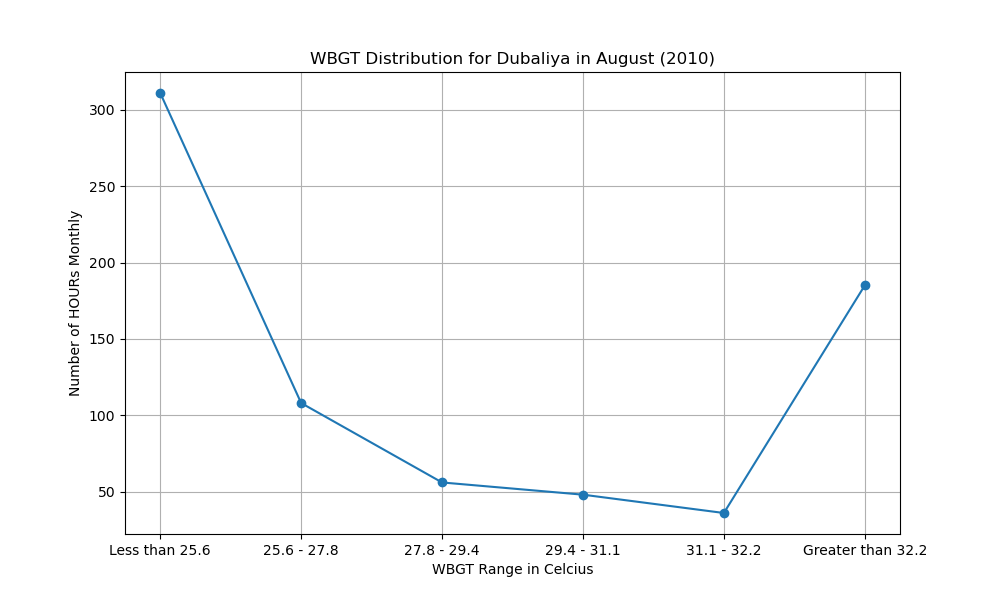 WBGT Distribution for Dubaliya in August (2010)
Number of HOURs Monthly
300
250
200
150
100
50
Less than 25.6
25.6 - 27.8
27.8 - 29.4
29.4 - 31.1
31.1 - 32.2
Greater than 32.2
WBGT Range in Celcius